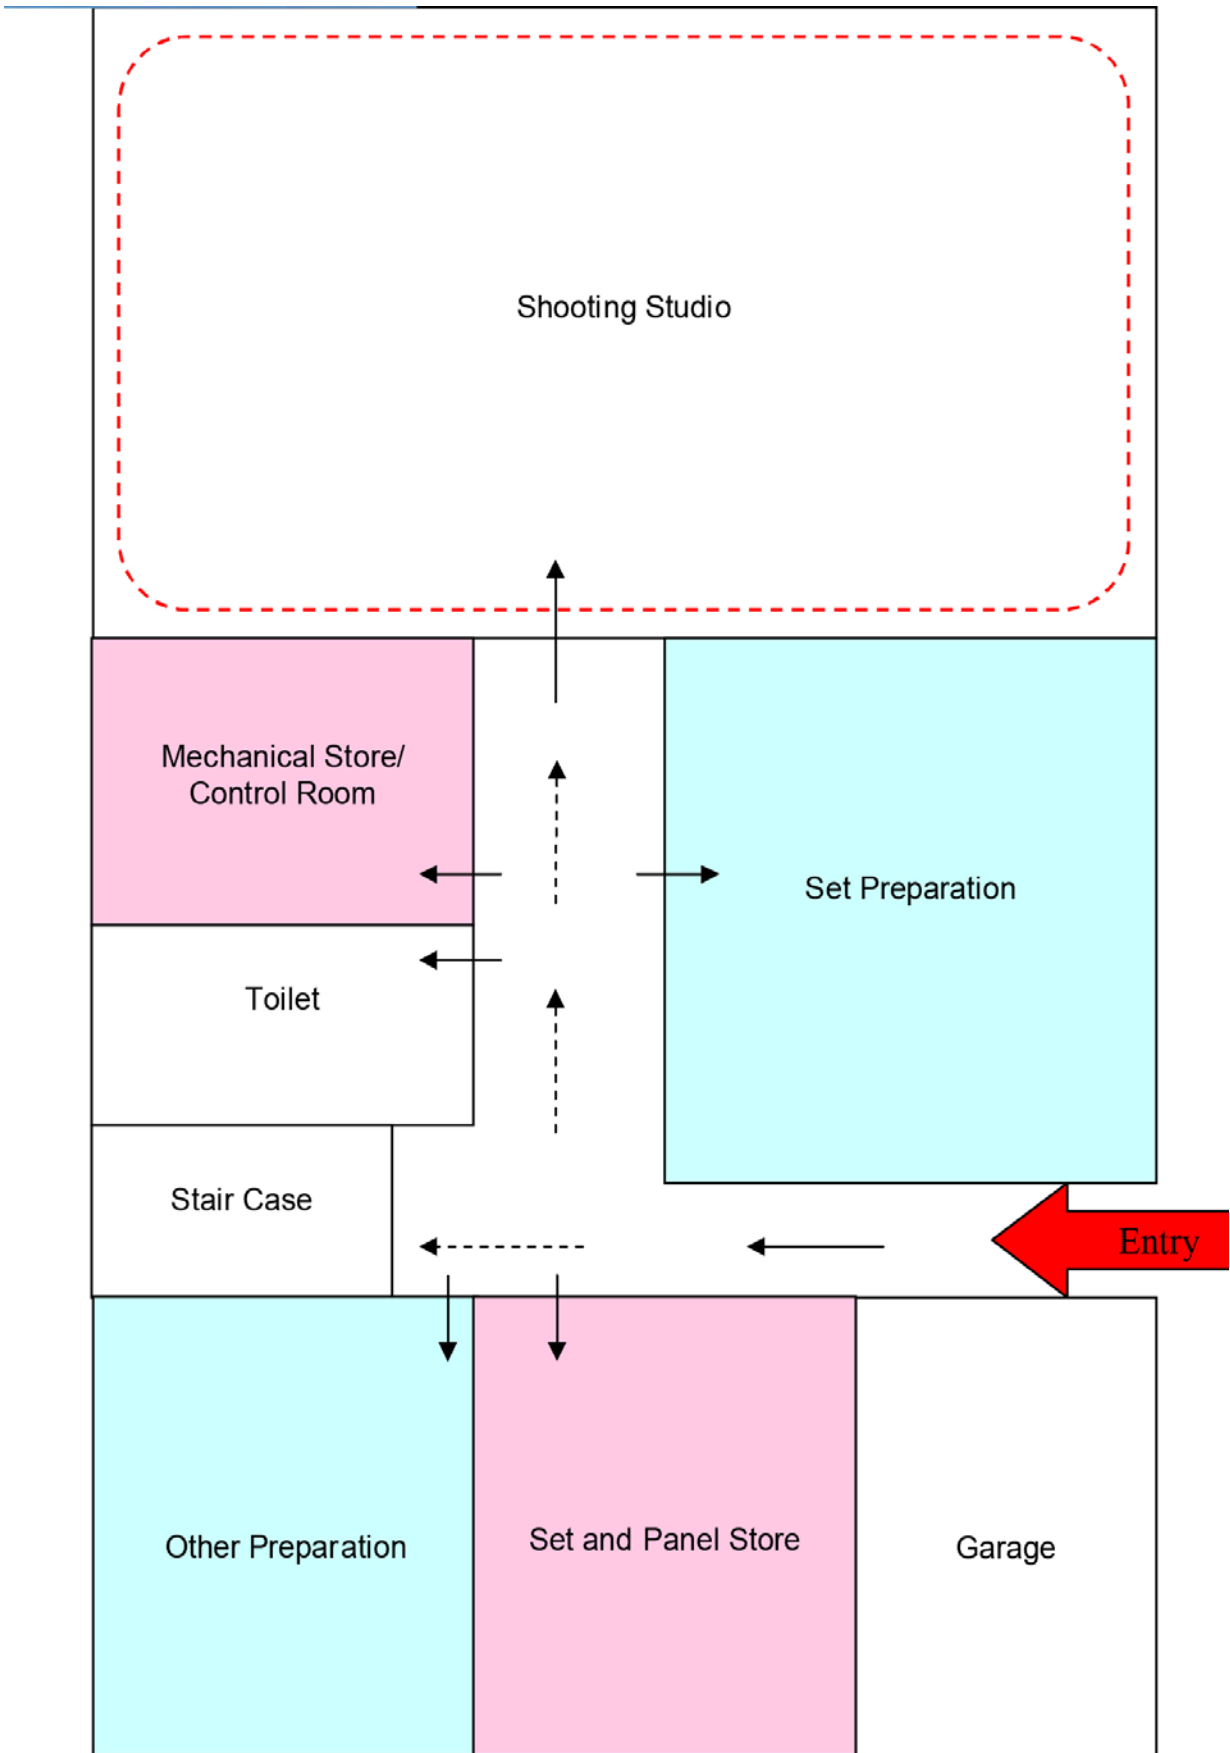 Shooting Studio
Mechanical Store/
Control Room
Set Preparation
Toilet
Stair Case
Entry
Other Preparation
Set and Panel Store
Garage